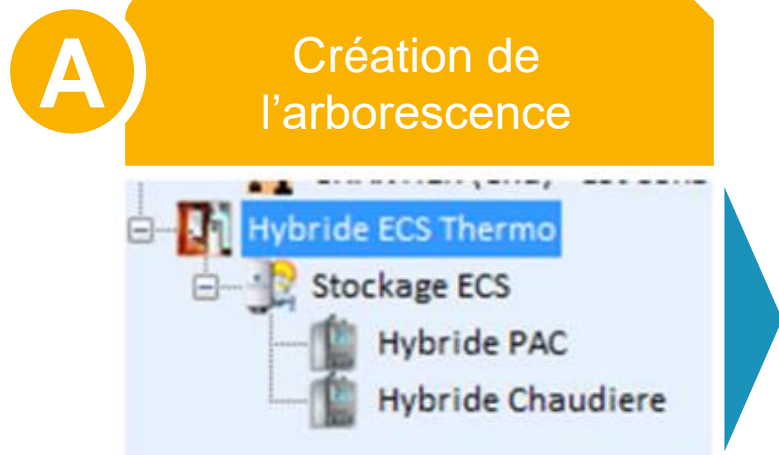 A
Création de
l’arborescence
Hybride ECS Thermo
Stockage ECS
Hybride PAC
Hybride Chaudiere